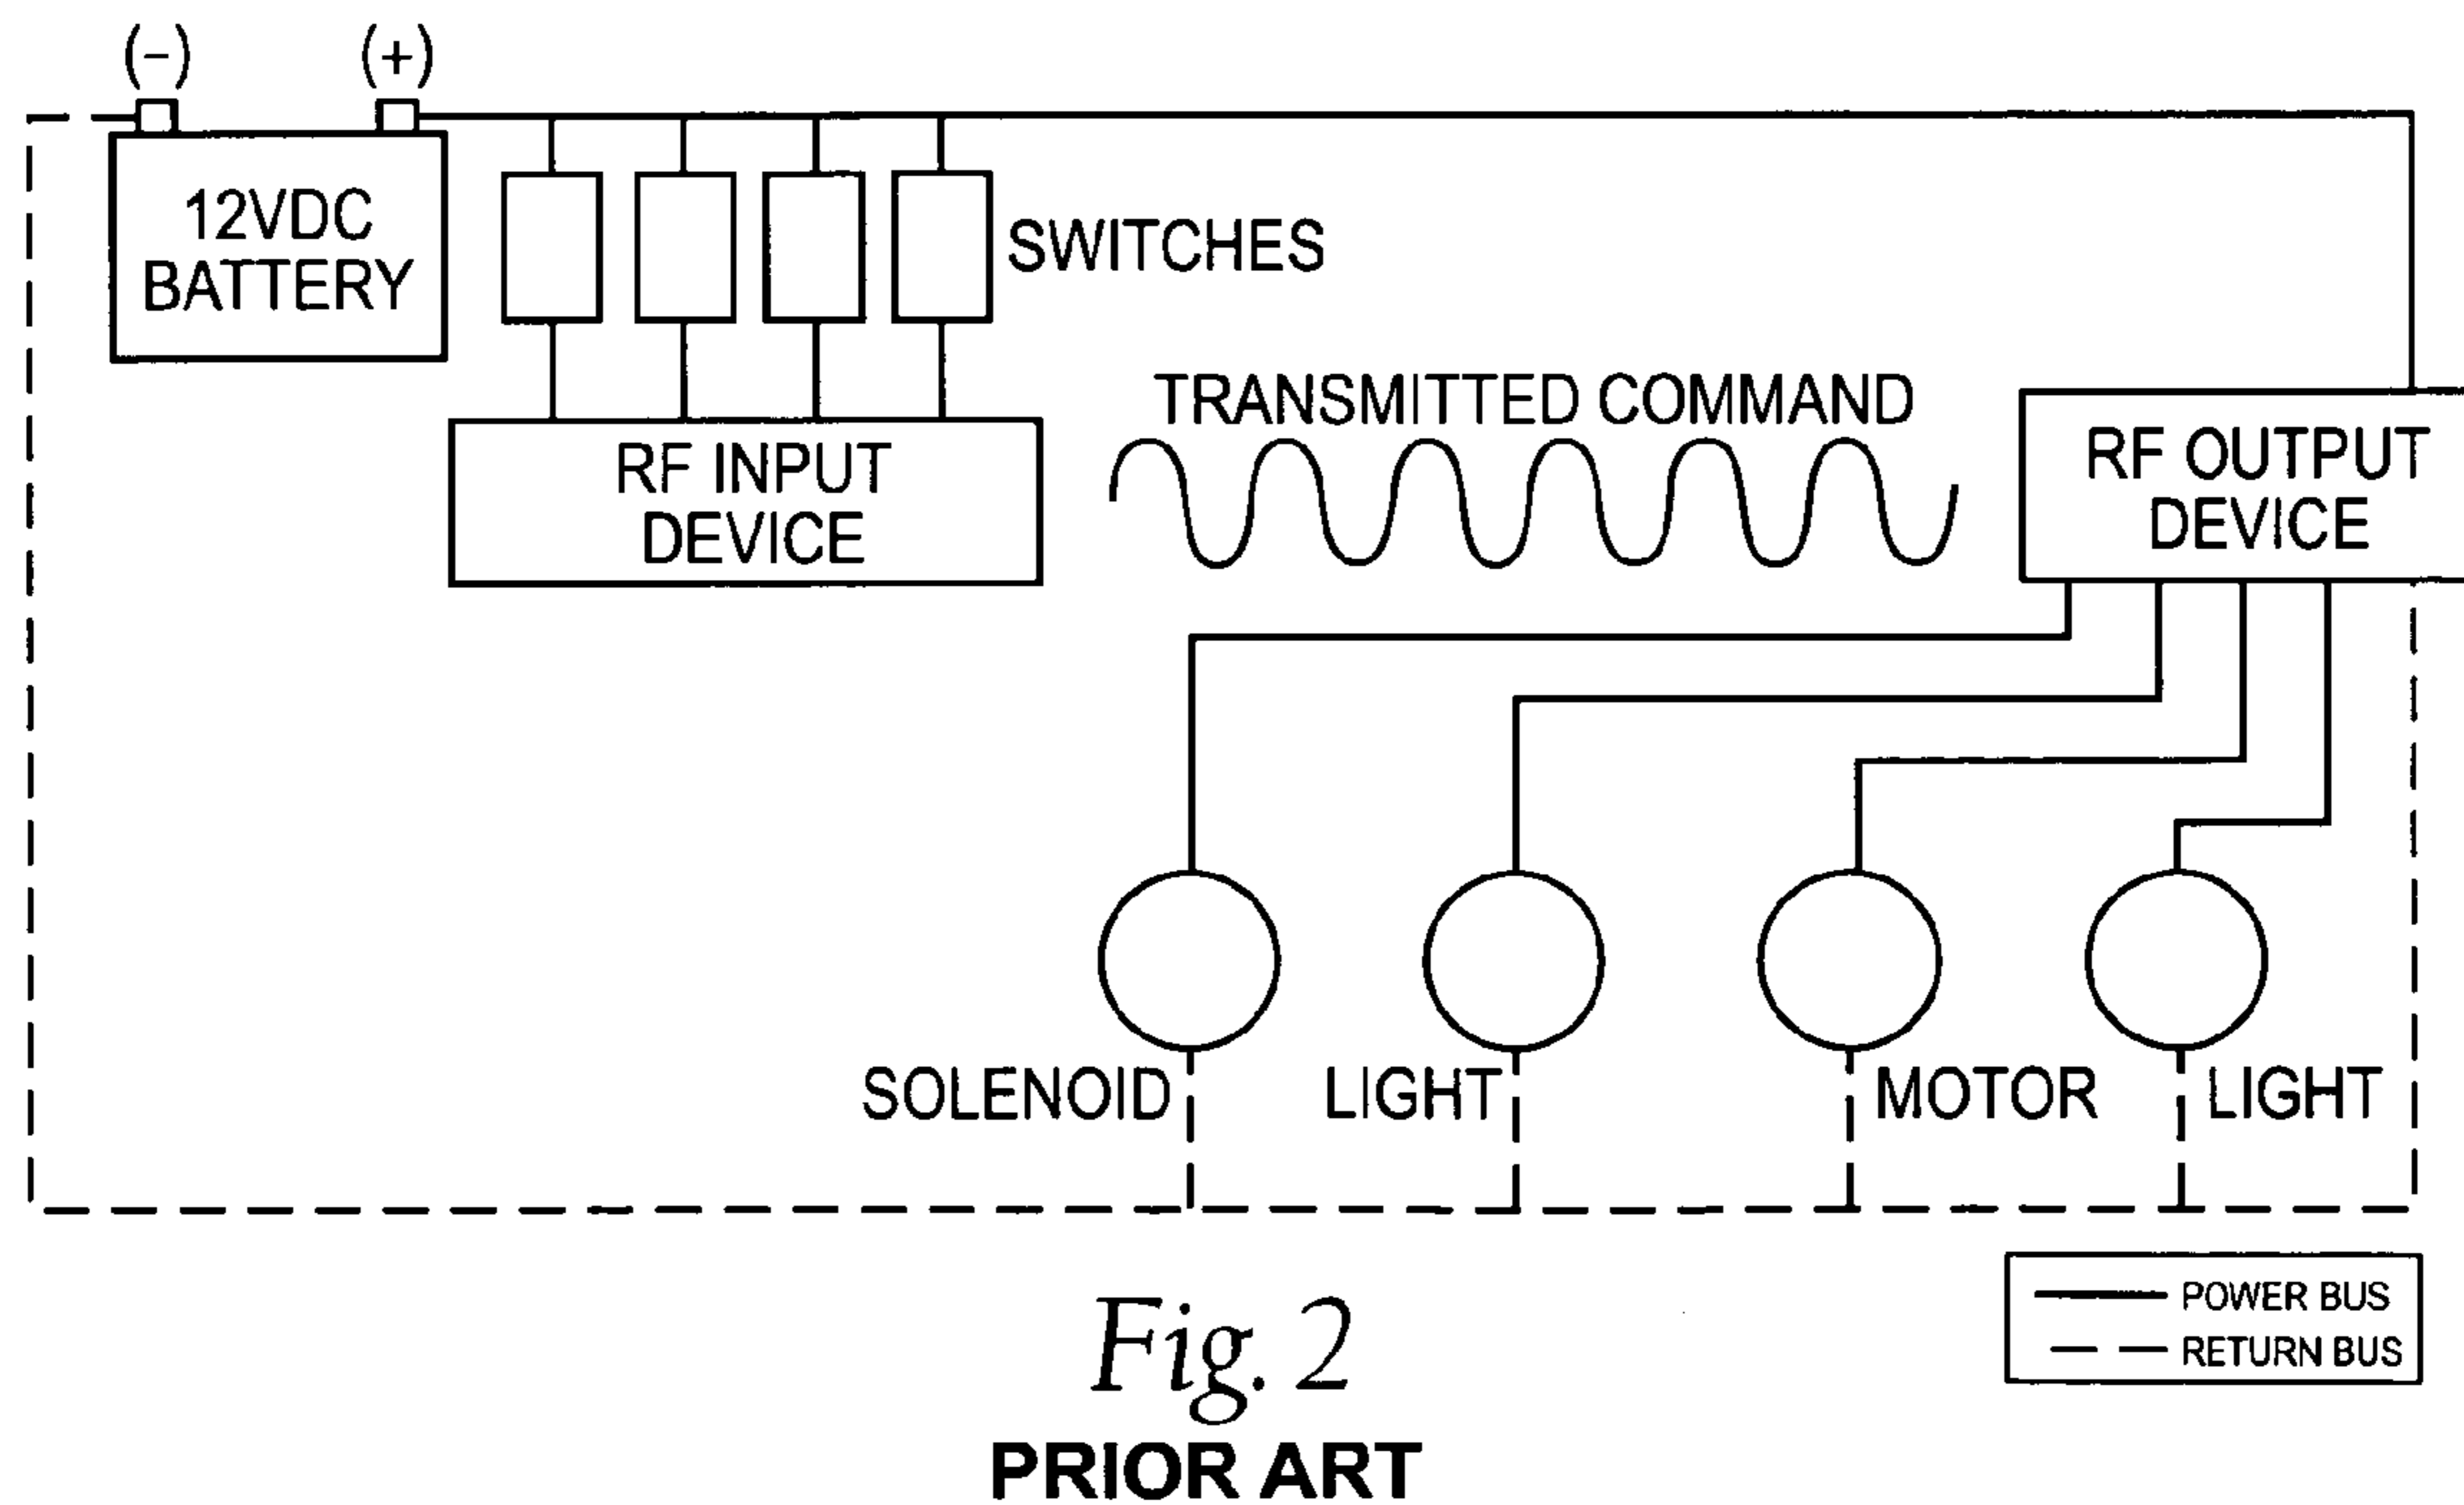 (-)
(+)
12VDC
BATTERY
SWITCHES
TRANSMITTED COMMAND
RF INPUT
DEVICE
RF OUTPUT
DEVICE
SOLENOID
LIGHT
MOTOR
LIGHT
POWER BUS
RETURN BUS
Fig. 2
PRIOR ART